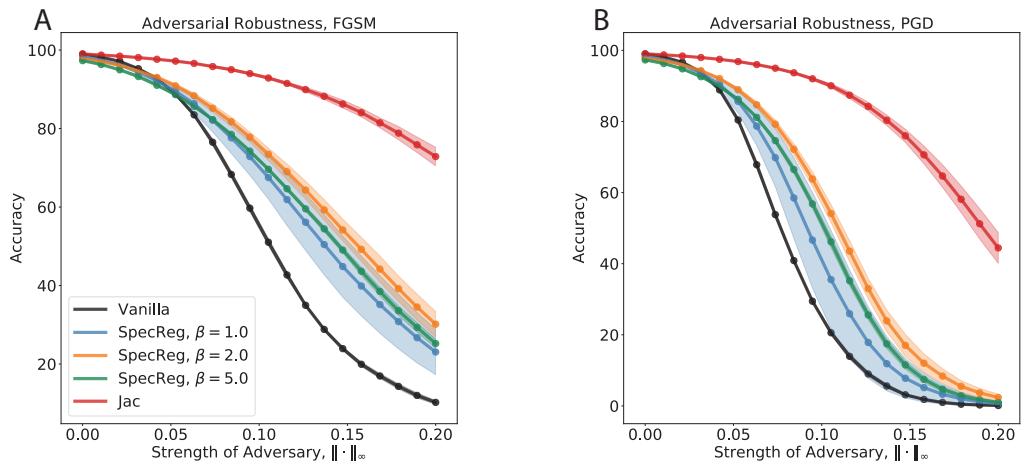 A
Adversarial Robustness, FGSM
100
80
60
40
20
Accuracy
Vanilla
SpecReg, β = 1.0
SpecReg, β = 2.0
SpecReg, β = 5.0
Jac
0.00 0.05 0.10 0.15 0.20
Strength of Adversary, ‖ · ‖∞
B
Adversarial Robustness, PGD
100
80
60
40
20
0
Accuracy
0.00 0.05 0.10 0.15 0.20
Strength of Adversary, ‖ · ‖∞